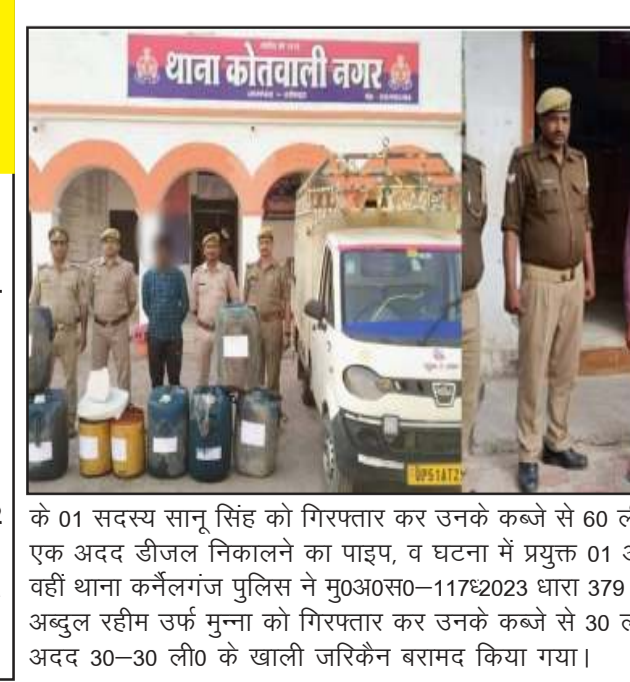 थाना कोतवाली नगर
UP51AT2
के 01 सदस्य सानू सिंह को गिरफ्तार कर उनके कब्जे से 60 ली
एक अदद डीजल निकालने का पाइप, व घटना में प्रयुक्त 01 अ
वहीं थाना कर्नैलगंज पुलिस ने मु0अ0स0–117ध्2023 धारा 379
अब्दुल रहीम उर्फ मुन्ना को गिरफ्तार कर उनके कब्जे से 30 ल
अदद 30–30 ली0 के खाली जरिकैन बरामद किया गया।